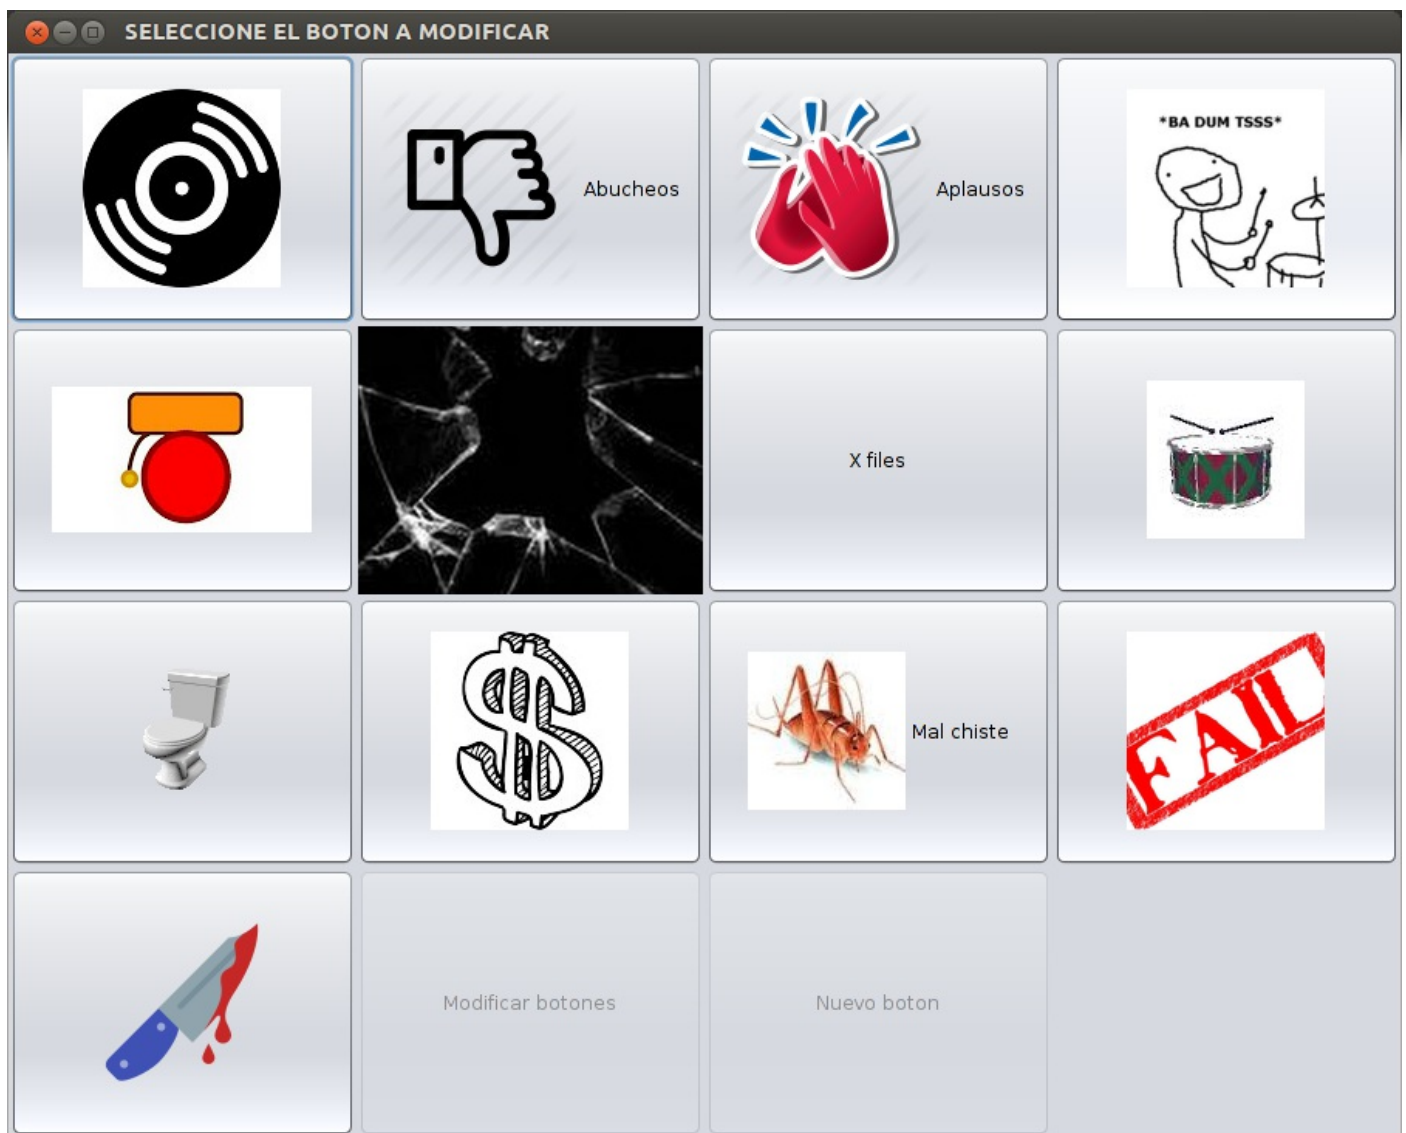 SELECCIONE EL BOTON A MODIFICAR
Abucheos
Aplausos
*BA DUM TSSS*
X files
Mal chiste
FAIL
Modificar botones
Nuevo boton